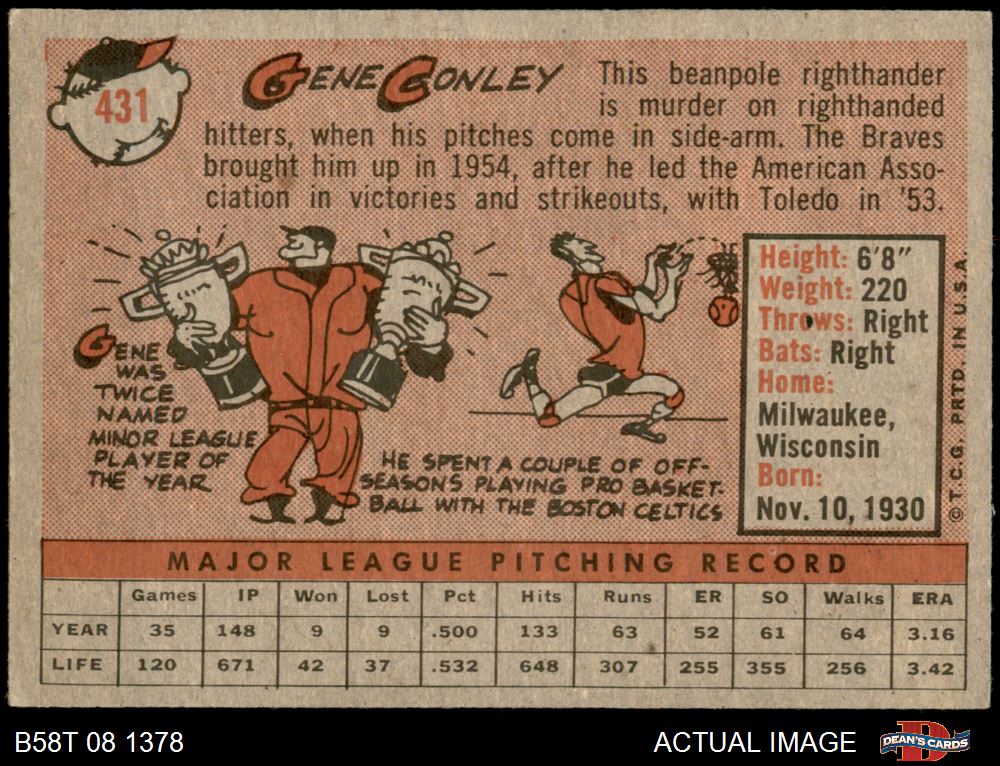 431
GENE CONLEY
This beanpole righthander
is murder on righthanded
hitters, when his pitches come in side-arm. The Braves
brought him up in 1954, after he led the American Asso-
ciation in victories and strikeouts, with Toledo in '53.
GENE
WAS
TWICE
NAMED
MINOR LEAGUE
PLAYER OF
THE YEAR
HE SPENT A COUPLE OF OFF-
SEASONS PLAYING PRO BASKET-
BALL WITH THE BOSTON CELTICS
Height: 6'8"
Weight: 220
Throws: Right
Bats: Right
Home:
Milwaukee,
Wisconsin
Born:
Nov. 10, 1930
© T.C.G. PRTD. IN U.S.A.
MAJOR LEAGUE PITCHING RECORD
Games IP Won Lost Pct Hits Runs ER SO Walks ERA
YEAR 35 148 9 9 .500 133 63 52 61 64 3.16
LIFE 120 671 42 37 .532 648 307 255 355 256 3.42
B58T 08 1378
ACTUAL IMAGE
D
DEAN'S CARDS